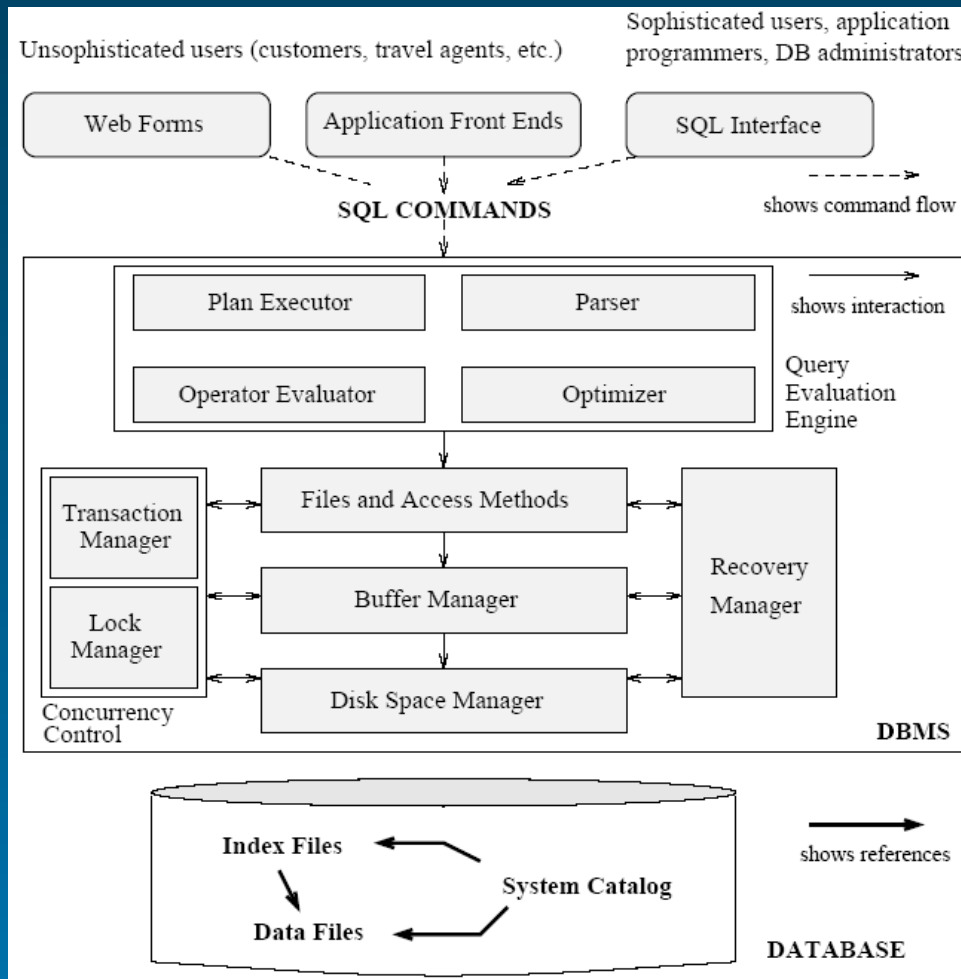 Unsophisticated users (customers, travel agents, etc.)
Sophisticated users, application
programmers, DB administrators
Web Forms
Application Front Ends
SQL Interface
SQL COMMANDS
shows command flow
Plan Executor
Parser
shows interaction
Operator Evaluator
Optimizer
Query
Evaluation
Engine
Files and Access Methods
Transaction
Manager
Recovery
Manager
Buffer Manager
Lock
Manager
Disk Space Manager
Concurrency
Control
DBMS
Index Files
shows references
System Catalog
Data Files
DATABASE